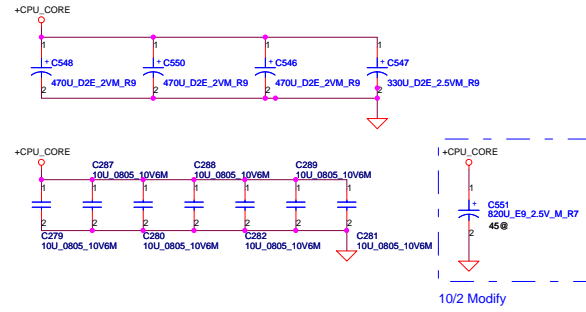 +CPU_CORE
1 1 1 1
+ C548 + C550 + C546 + C547
470U_D2E_2VM_R9 470U_D2E_2VM_R9 470U_D2E_2VM_R9 330U_D2E_2.5VM_R9
2 2 2 2
+CPU_CORE
C287 C288 C289
10U_0805_10V6M 10U_0805_10V6M 10U_0805_10V6M
1 1 1 1 1 1 1
2 2 2 2 2 2 2
C279 C280 C282 C281
10U_0805_10V6M 10U_0805_10V6M 10U_0805_10V6M 10U_0805_10V6M
+CPU_CORE
1
+ C551
820U_E9_2.5V_M_R7
45@
2
10/2 Modify